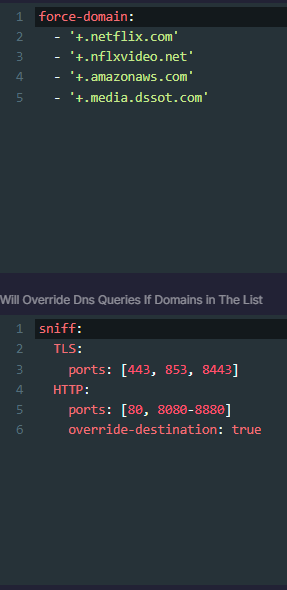 1 force-domain:
2   - '+.netflix.com'
3   - '+.nflxvideo.net'
4   - '+.amazonaws.com'
5   - '+.media.dssot.com'
Will Override Dns Queries If Domains in The List
1 sniff:
2   TLS:
3     ports: [443, 853, 8443]
4   HTTP:
5     ports: [80, 8080-8880]
6     override-destination: true